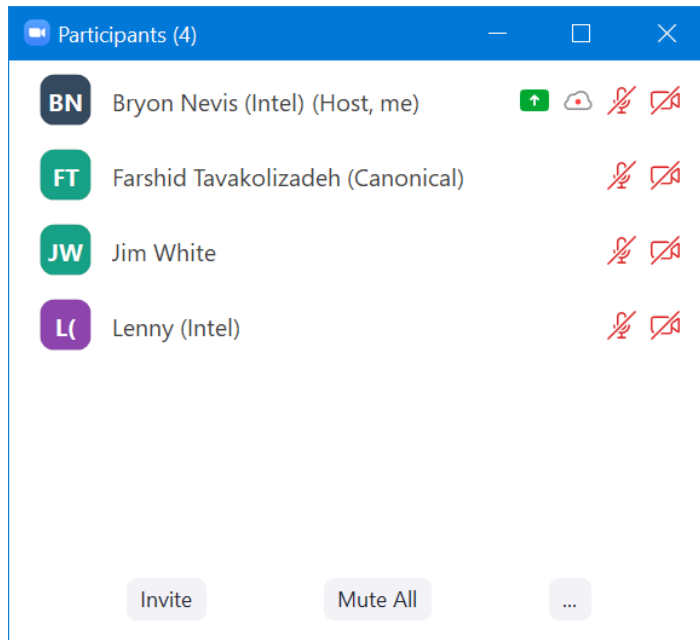 Participants (4)
BN Bryon Nevis (Intel) (Host, me)
FT Farshid Tavakolizadeh (Canonical)
JW Jim White
L( Lenny (Intel)
Invite Mute All ...